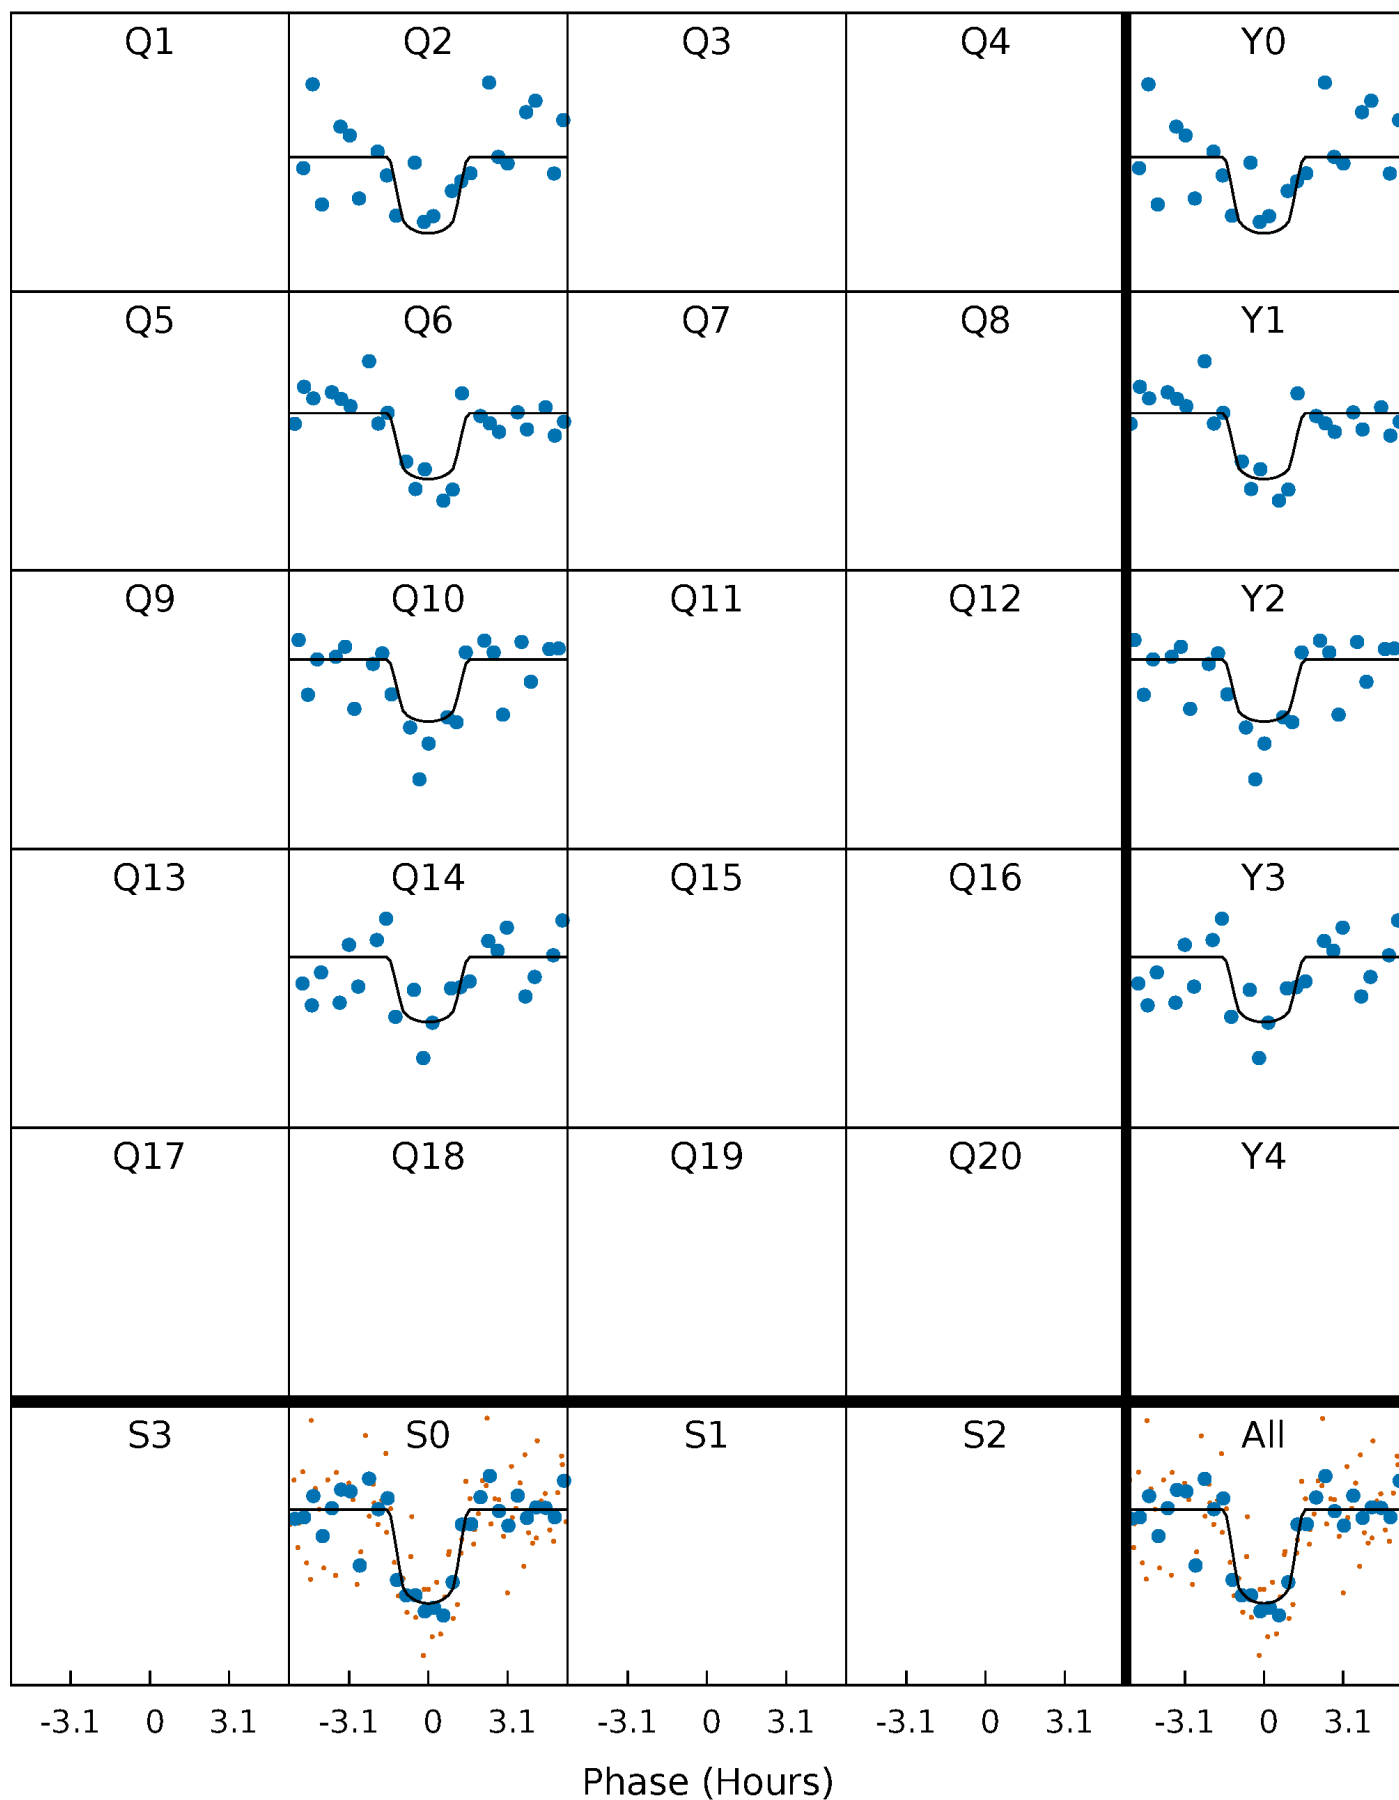 Q1 Q2 Q3 Q4 Y0
Q5 Q6 Q7 Q8 Y1
Q9 Q10 Q11 Q12 Y2
Q13 Q14 Q15 Q16 Y3
Q17 Q18 Q19 Q20 Y4
S3 S0 S1 S2 All
-3.1 0 3.1 -3.1 0 3.1 -3.1 0 3.1 -3.1 0 3.1 -3.1 0 3.1
Phase (Hours)